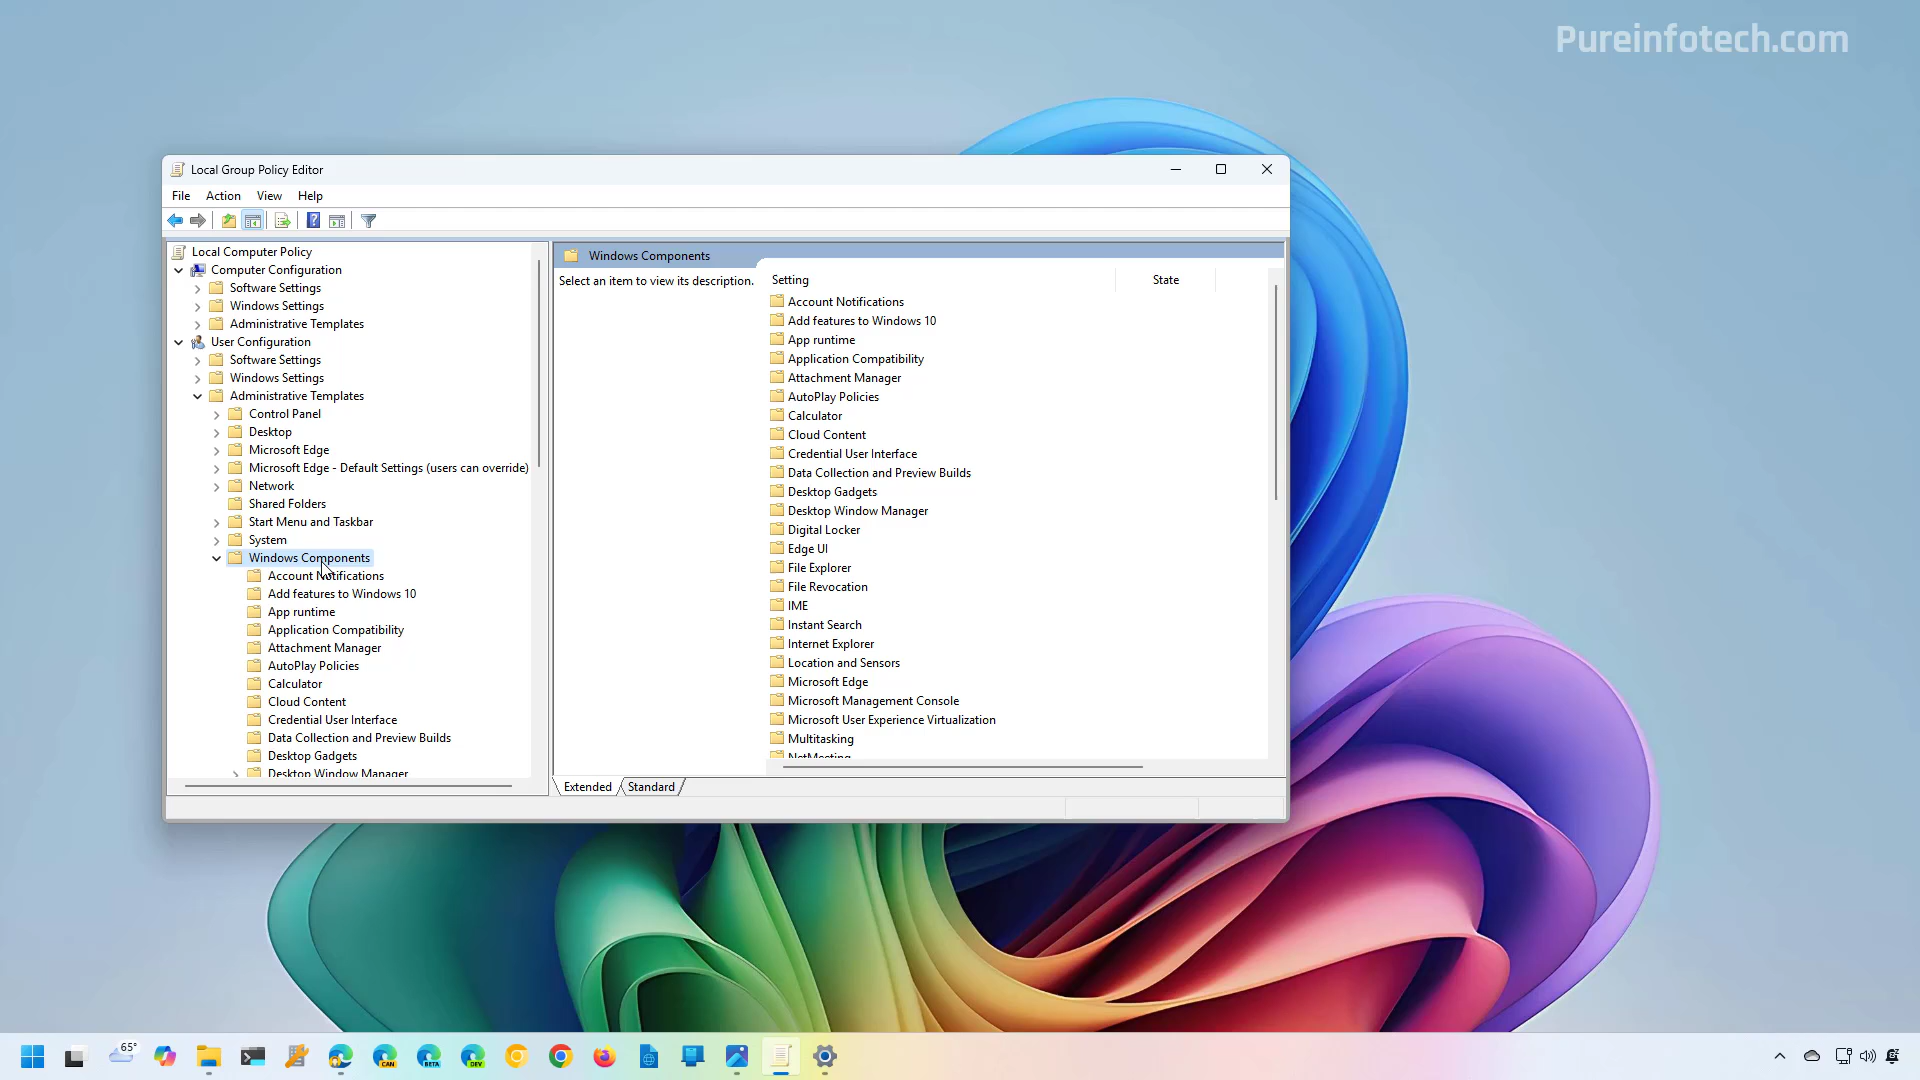 Pureinfotech.com
Local Group Policy Editor
File Action View Help
Local Computer Policy
Computer Configuration
Software Settings
Windows Settings
Administrative Templates
User Configuration
Software Settings
Windows Settings
Administrative Templates
Control Panel
Desktop
Microsoft Edge
Microsoft Edge - Default Settings (users can override)
Network
Shared Folders
Start Menu and Taskbar
System
Windows Components
Account Notifications
Add features to Windows 10
App runtime
Application Compatibility
Attachment Manager
AutoPlay Policies
Calculator
Cloud Content
Credential User Interface
Data Collection and Preview Builds
Desktop Gadgets
Desktop Window Manager
Windows Components
Select an item to view its description.
Setting State
Account Notifications
Add features to Windows 10
App runtime
Application Compatibility
Attachment Manager
AutoPlay Policies
Calculator
Cloud Content
Credential User Interface
Data Collection and Preview Builds
Desktop Gadgets
Desktop Window Manager
Digital Locker
Edge UI
File Explorer
File Revocation
IME
Instant Search
Internet Explorer
Location and Sensors
Microsoft Edge
Microsoft Management Console
Microsoft User Experience Virtualization
Multitasking
NetMeeting
Extended Standard
65°
CAN
BETA
DEV